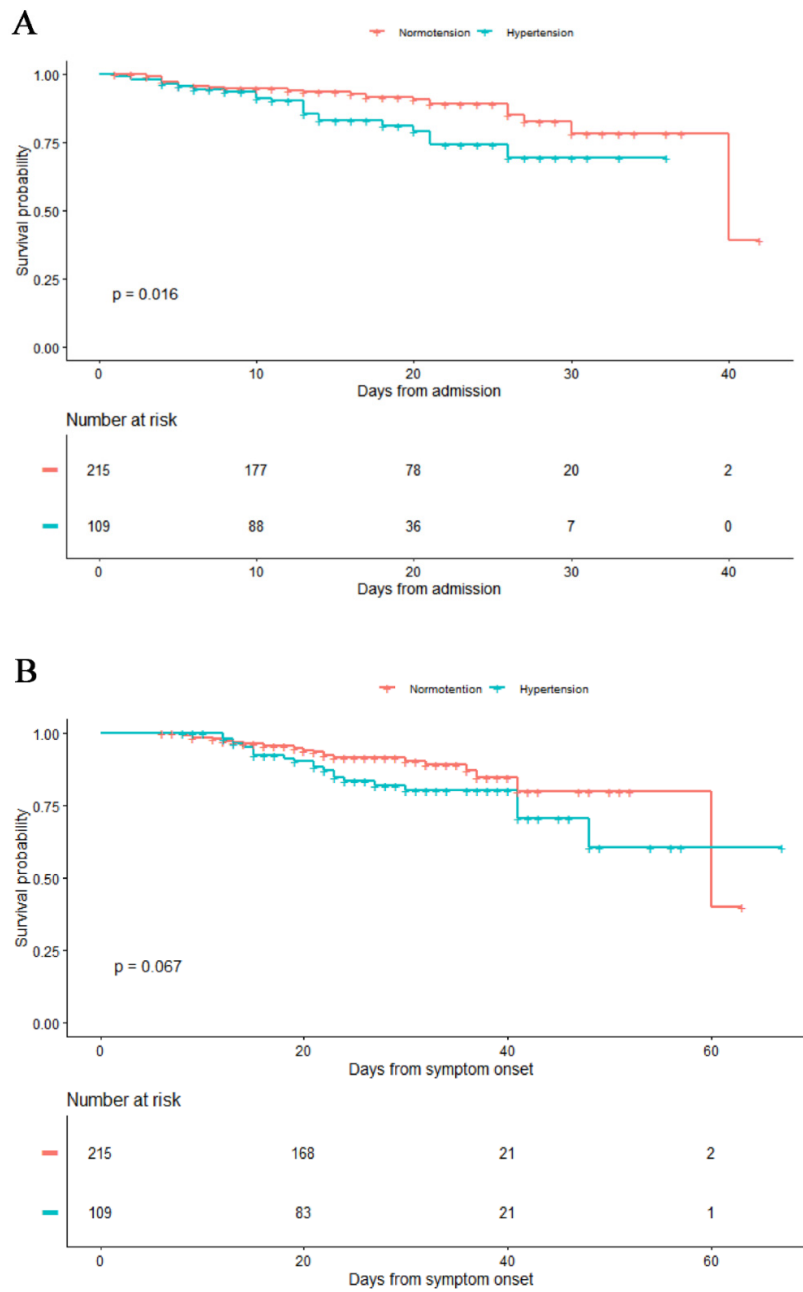 A
Normotension Hypertension
1.00
0.75
0.50
0.25
0.00
Survival probability
p = 0.016
0 10 20 30 40
Days from admission
Number at risk
215 177 78 20 2
109 88 36 7 0
0 10 20 30 40
Days from admission
B
Normotention Hypertension
1.00
0.75
0.50
0.25
0.00
Survival probability
p = 0.067
0 20 40 60
Days from symptom onset
Number at risk
215 168 21 2
109 83 21 1
0 20 40 60
Days from symptom onset